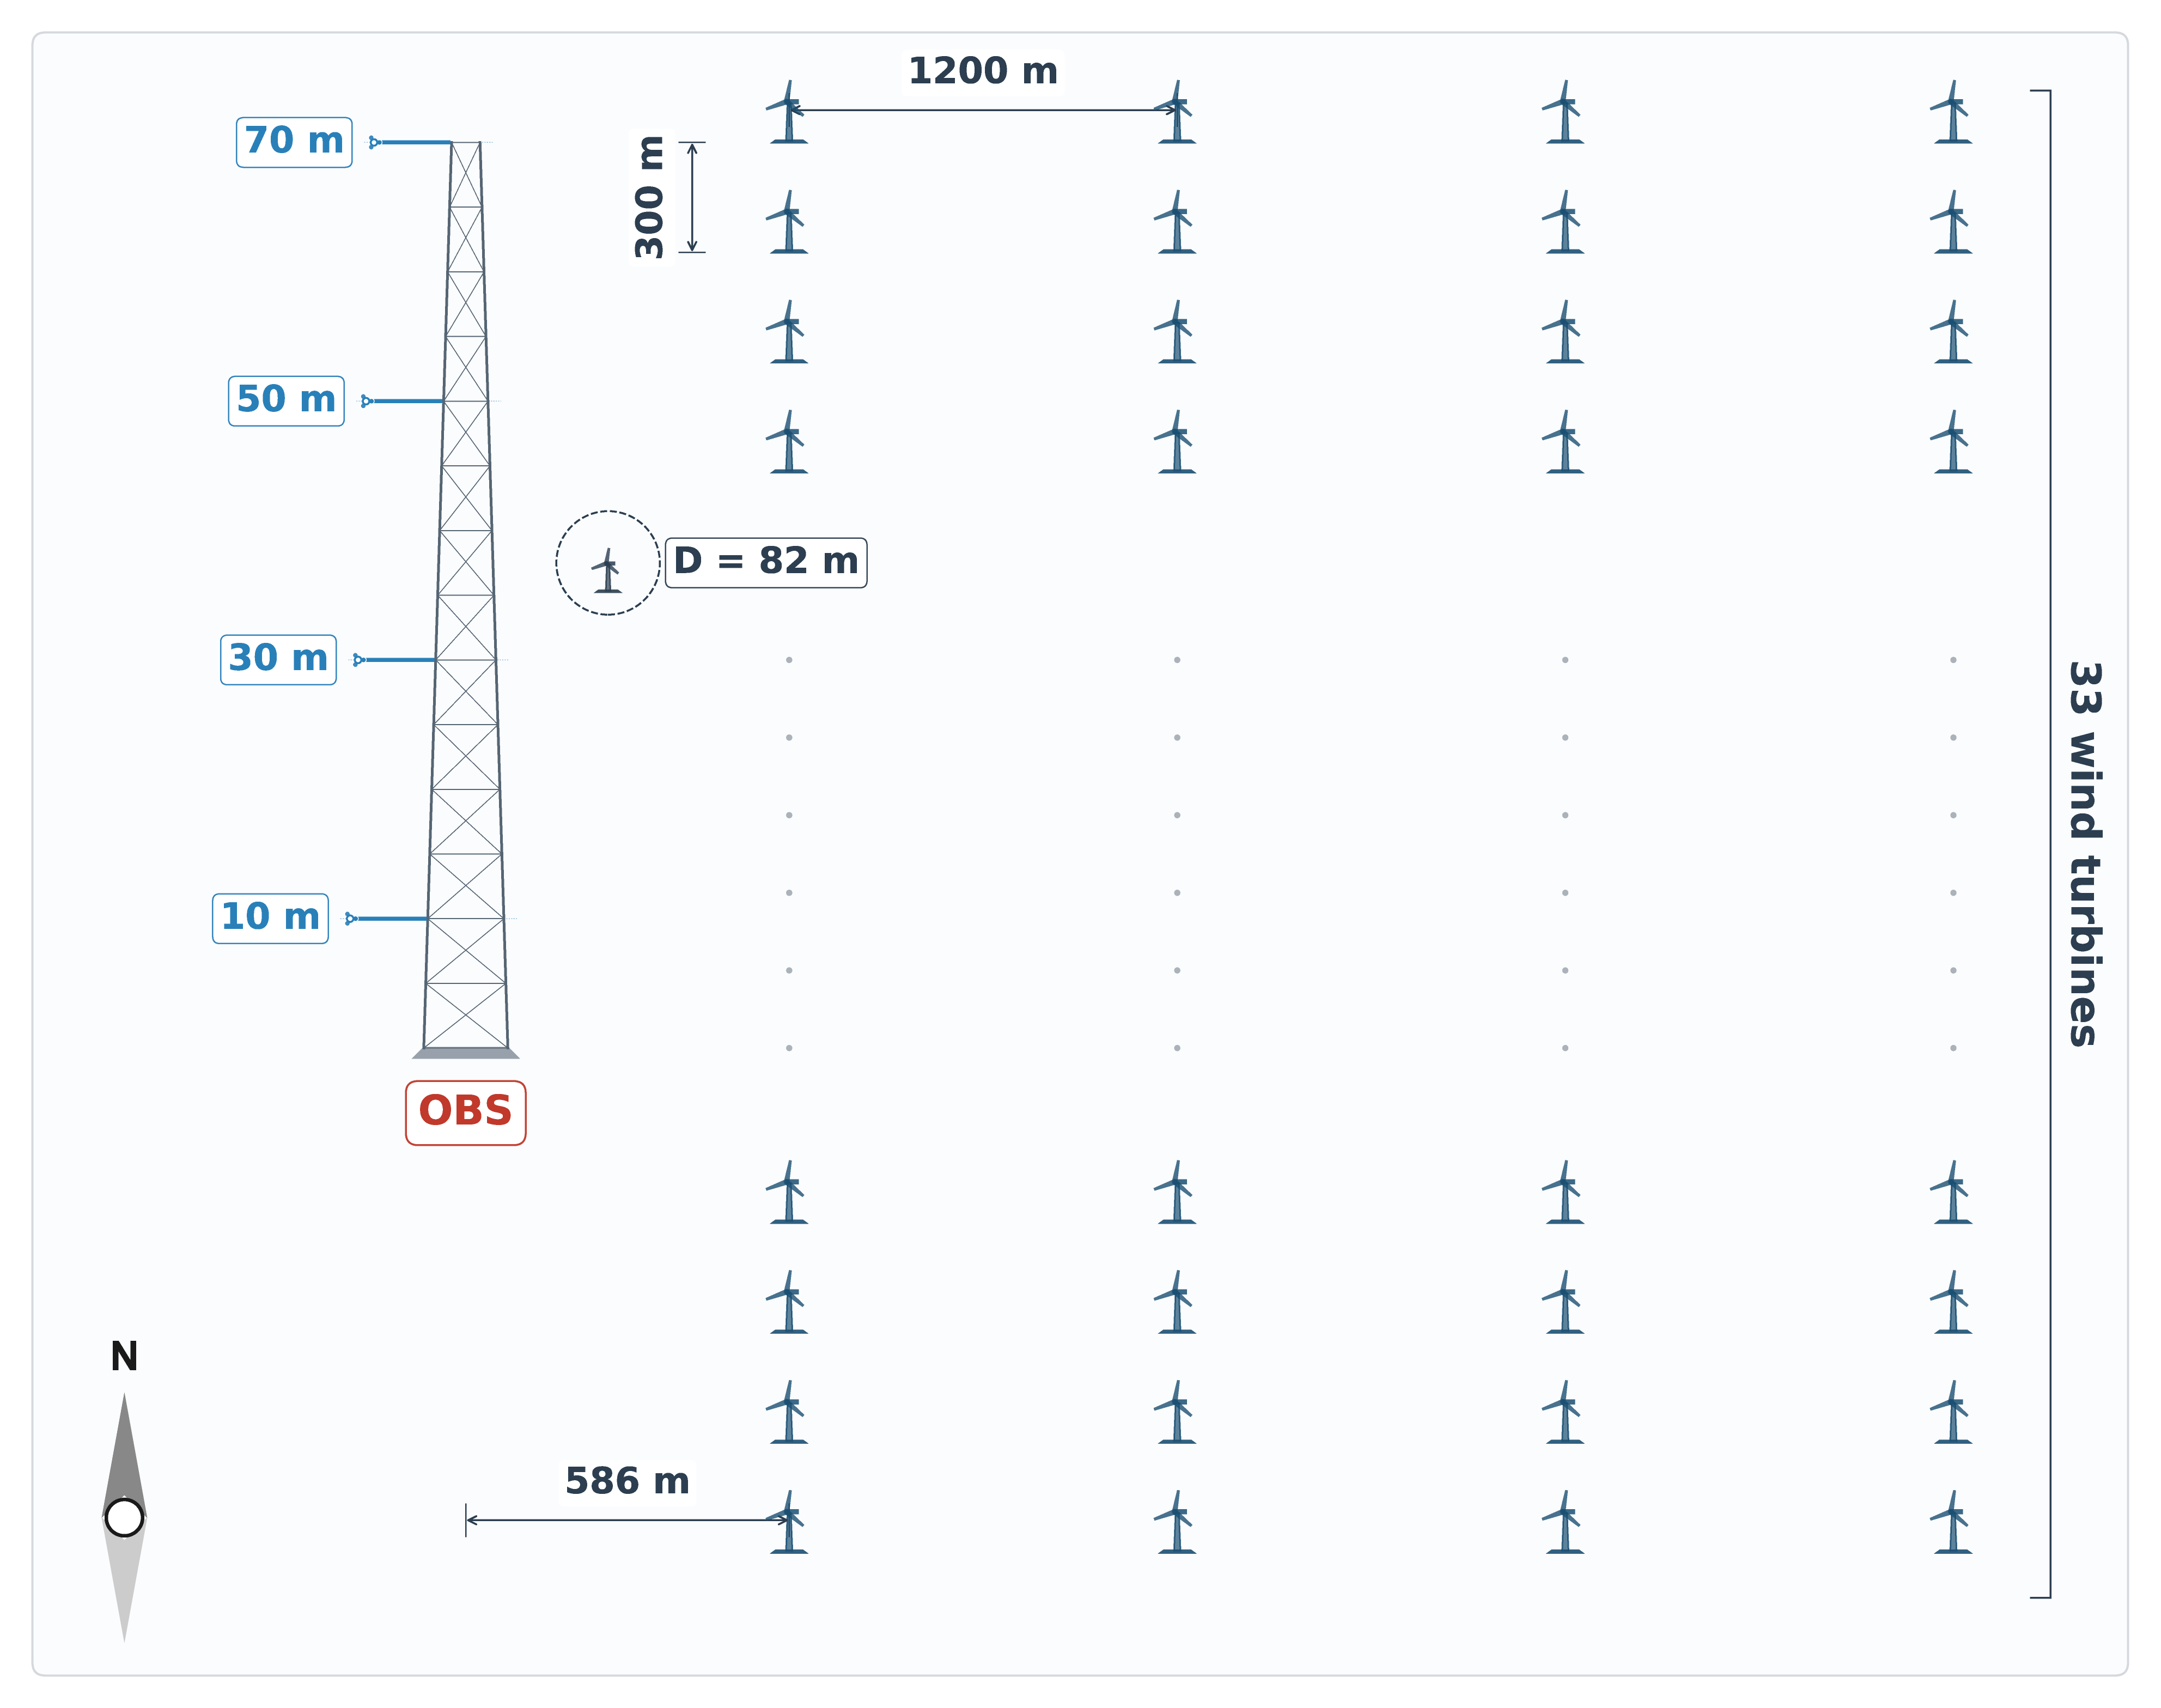 1200 m
70 m
300 m
50 m
D = 82 m
30 m
33 wind turbines
10 m
OBS
N
586 m